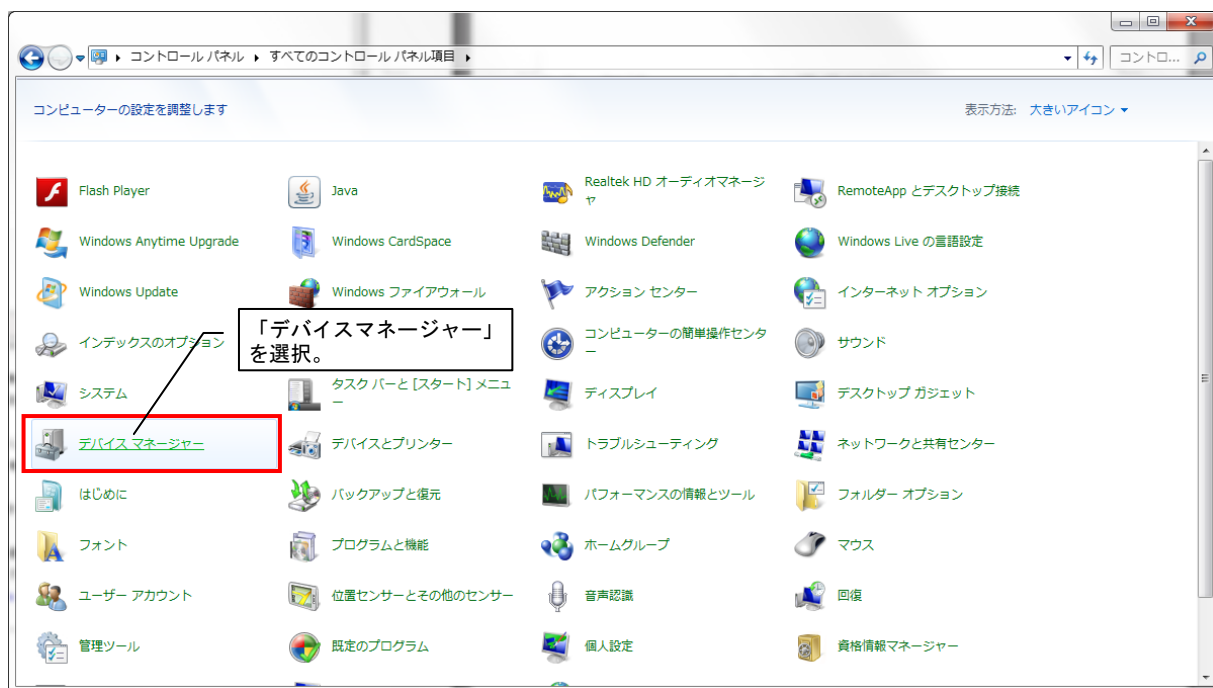 コントロール パネル ▸ すべてのコントロール パネル項目 ▸
コントロ...
コンピューターの設定を調整します
表示方法: 大きいアイコン
Flash Player
Java
Realtek HD オーディオマネージ
ャ
RemoteApp とデスクトップ接続
Windows Anytime Upgrade
Windows CardSpace
Windows Defender
Windows Live の言語設定
Windows Update
Windows ファイアウォール
アクション センター
インターネット オプション
インデックスのオプション
「デバイスマネージャー」
を選択。
コンピューターの簡単操作センタ
ー
サウンド
システム
タスク バーと [スタート] メニュ
ー
ディスプレイ
デスクトップ ガジェット
デバイス マネージャー
デバイスとプリンター
トラブルシューティング
ネットワークと共有センター
はじめに
バックアップと復元
パフォーマンスの情報とツール
フォルダー オプション
フォント
プログラムと機能
ホームグループ
マウス
ユーザー アカウント
位置センサーとその他のセンサー
音声認識
回復
管理ツール
既定のプログラム
個人設定
資格情報マネージャー